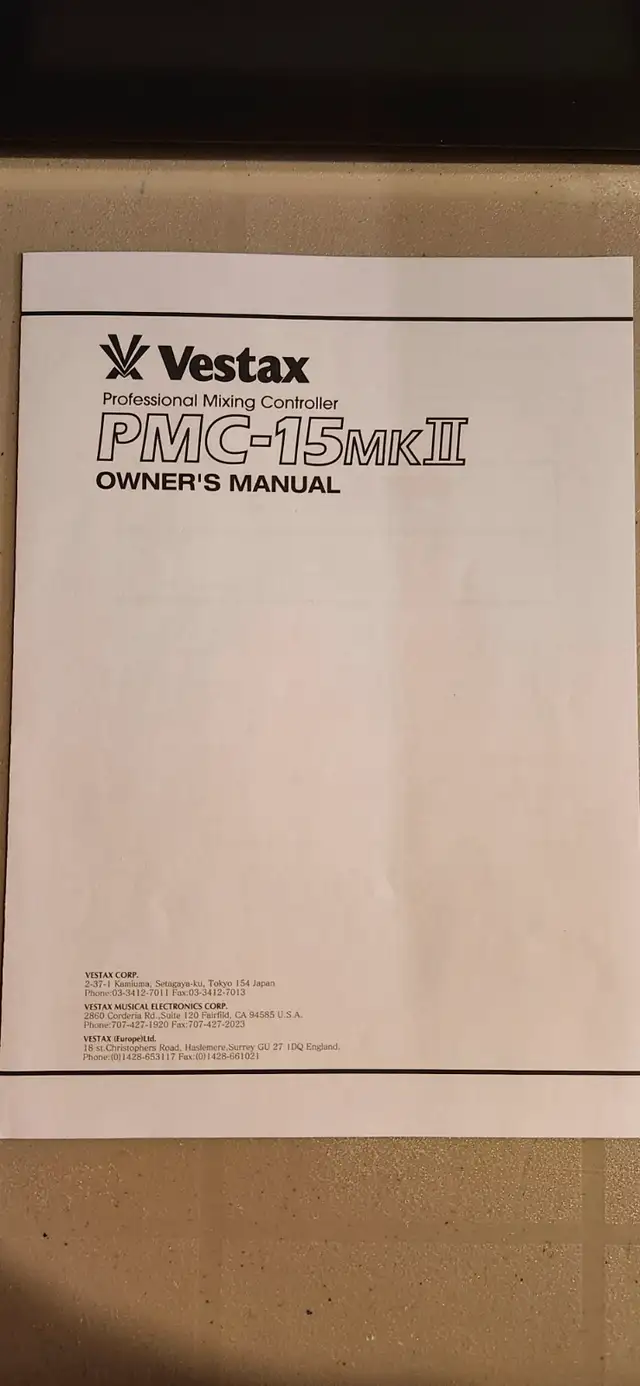 Vestax
Professional Mixing Controller
PMC-15MKII
OWNER'S MANUAL
VESTAX CORP.
2-37-1 Kamiuma, Setagaya-ku, Tokyo 154 Japan
Phone:03-3412-7011 Fax:03-3412-7013
VESTAX MUSICAL ELECTRONICS CORP.
2860 Corderia Rd.,Suite 120 Fairfild, CA 94585 U.S.A.
Phone:707-427-1920 Fax:707-427-2023
VESTAX (Europe)Ltd.
18 st.Christophers Road, Haslemere,Surrey GU 27 1DQ England.
Phone:(0)1428-653117 Fax:(0)1428-661021